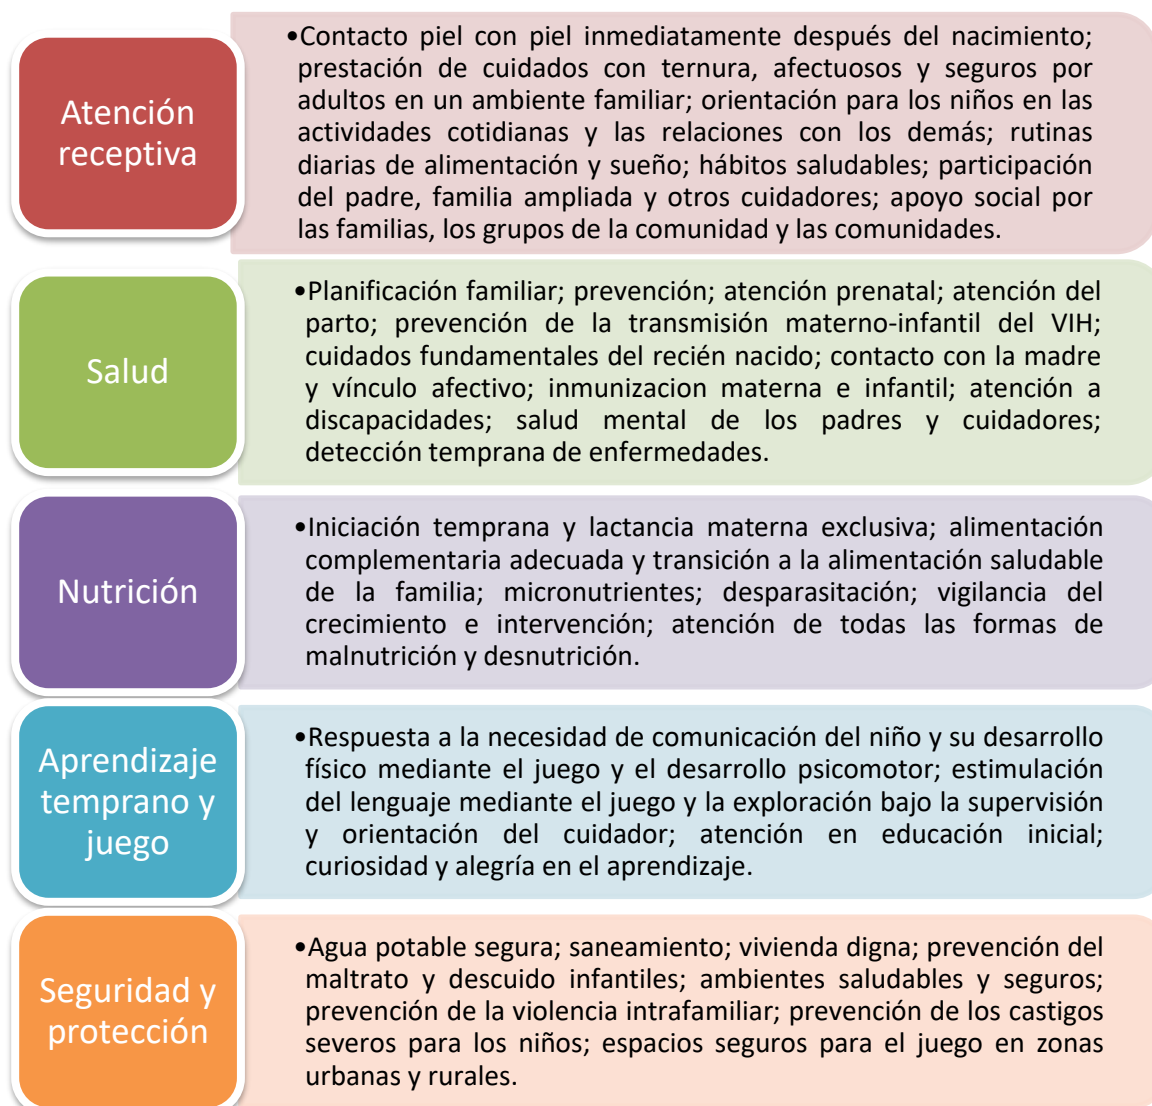 Atención
receptiva
•Contacto piel con piel inmediatamente después del nacimiento;
prestación de cuidados con ternura, afectuosos y seguros por
adultos en un ambiente familiar; orientación para los niños en las
actividades cotidianas y las relaciones con los demás; rutinas
diarias de alimentación y sueño; hábitos saludables; participación
del padre, familia ampliada y otros cuidadores; apoyo social por
las familias, los grupos de la comunidad y las comunidades.
Salud
•Planificación familiar; prevención; atención prenatal; atención del
parto; prevención de la transmisión materno-infantil del VIH;
cuidados fundamentales del recién nacido; contacto con la madre
y vínculo afectivo; inmunizacion materna e infantil; atención a
discapacidades; salud mental de los padres y cuidadores;
detección temprana de enfermedades.
Nutrición
•Iniciación temprana y lactancia materna exclusiva; alimentación
complementaria adecuada y transición a la alimentación saludable
de la familia; micronutrientes; desparasitación; vigilancia del
crecimiento e intervención; atención de todas las formas de
malnutrición y desnutrición.
Aprendizaje
temprano y
juego
•Respuesta a la necesidad de comunicación del niño y su desarrollo
físico mediante el juego y el desarrollo psicomotor; estimulación
del lenguaje mediante el juego y la exploración bajo la supervisión
y orientación del cuidador; atención en educación inicial;
curiosidad y alegría en el aprendizaje.
Seguridad y
protección
•Agua potable segura; saneamiento; vivienda digna; prevención del
maltrato y descuido infantiles; ambientes saludables y seguros;
prevención de la violencia intrafamiliar; prevención de los castigos
severos para los niños; espacios seguros para el juego en zonas
urbanas y rurales.